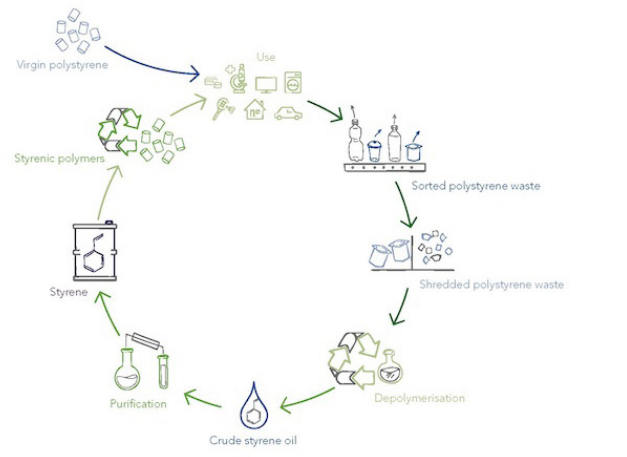 Virgin polystyrene
Use
Styrenic polymers
Sorted polystyrene waste
Shredded polystyrene waste
Styrene
Depolymerisation
Purification
Crude styrene oil